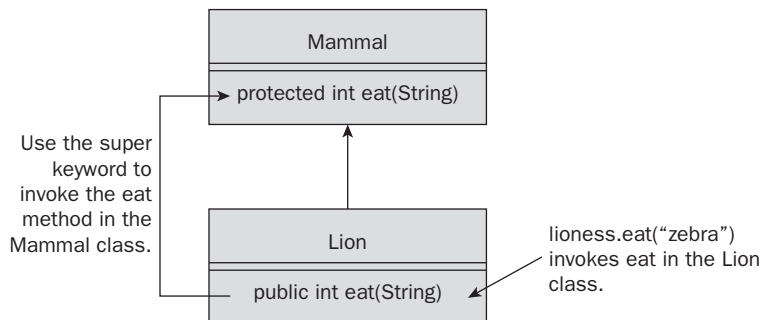 Mammal
protected int eat(String)
Use the super
keyword to
invoke the eat
method in the
Mammal class.
Lion
public int eat(String)
lioness.eat(“zebra”)
invokes eat in the Lion
class.